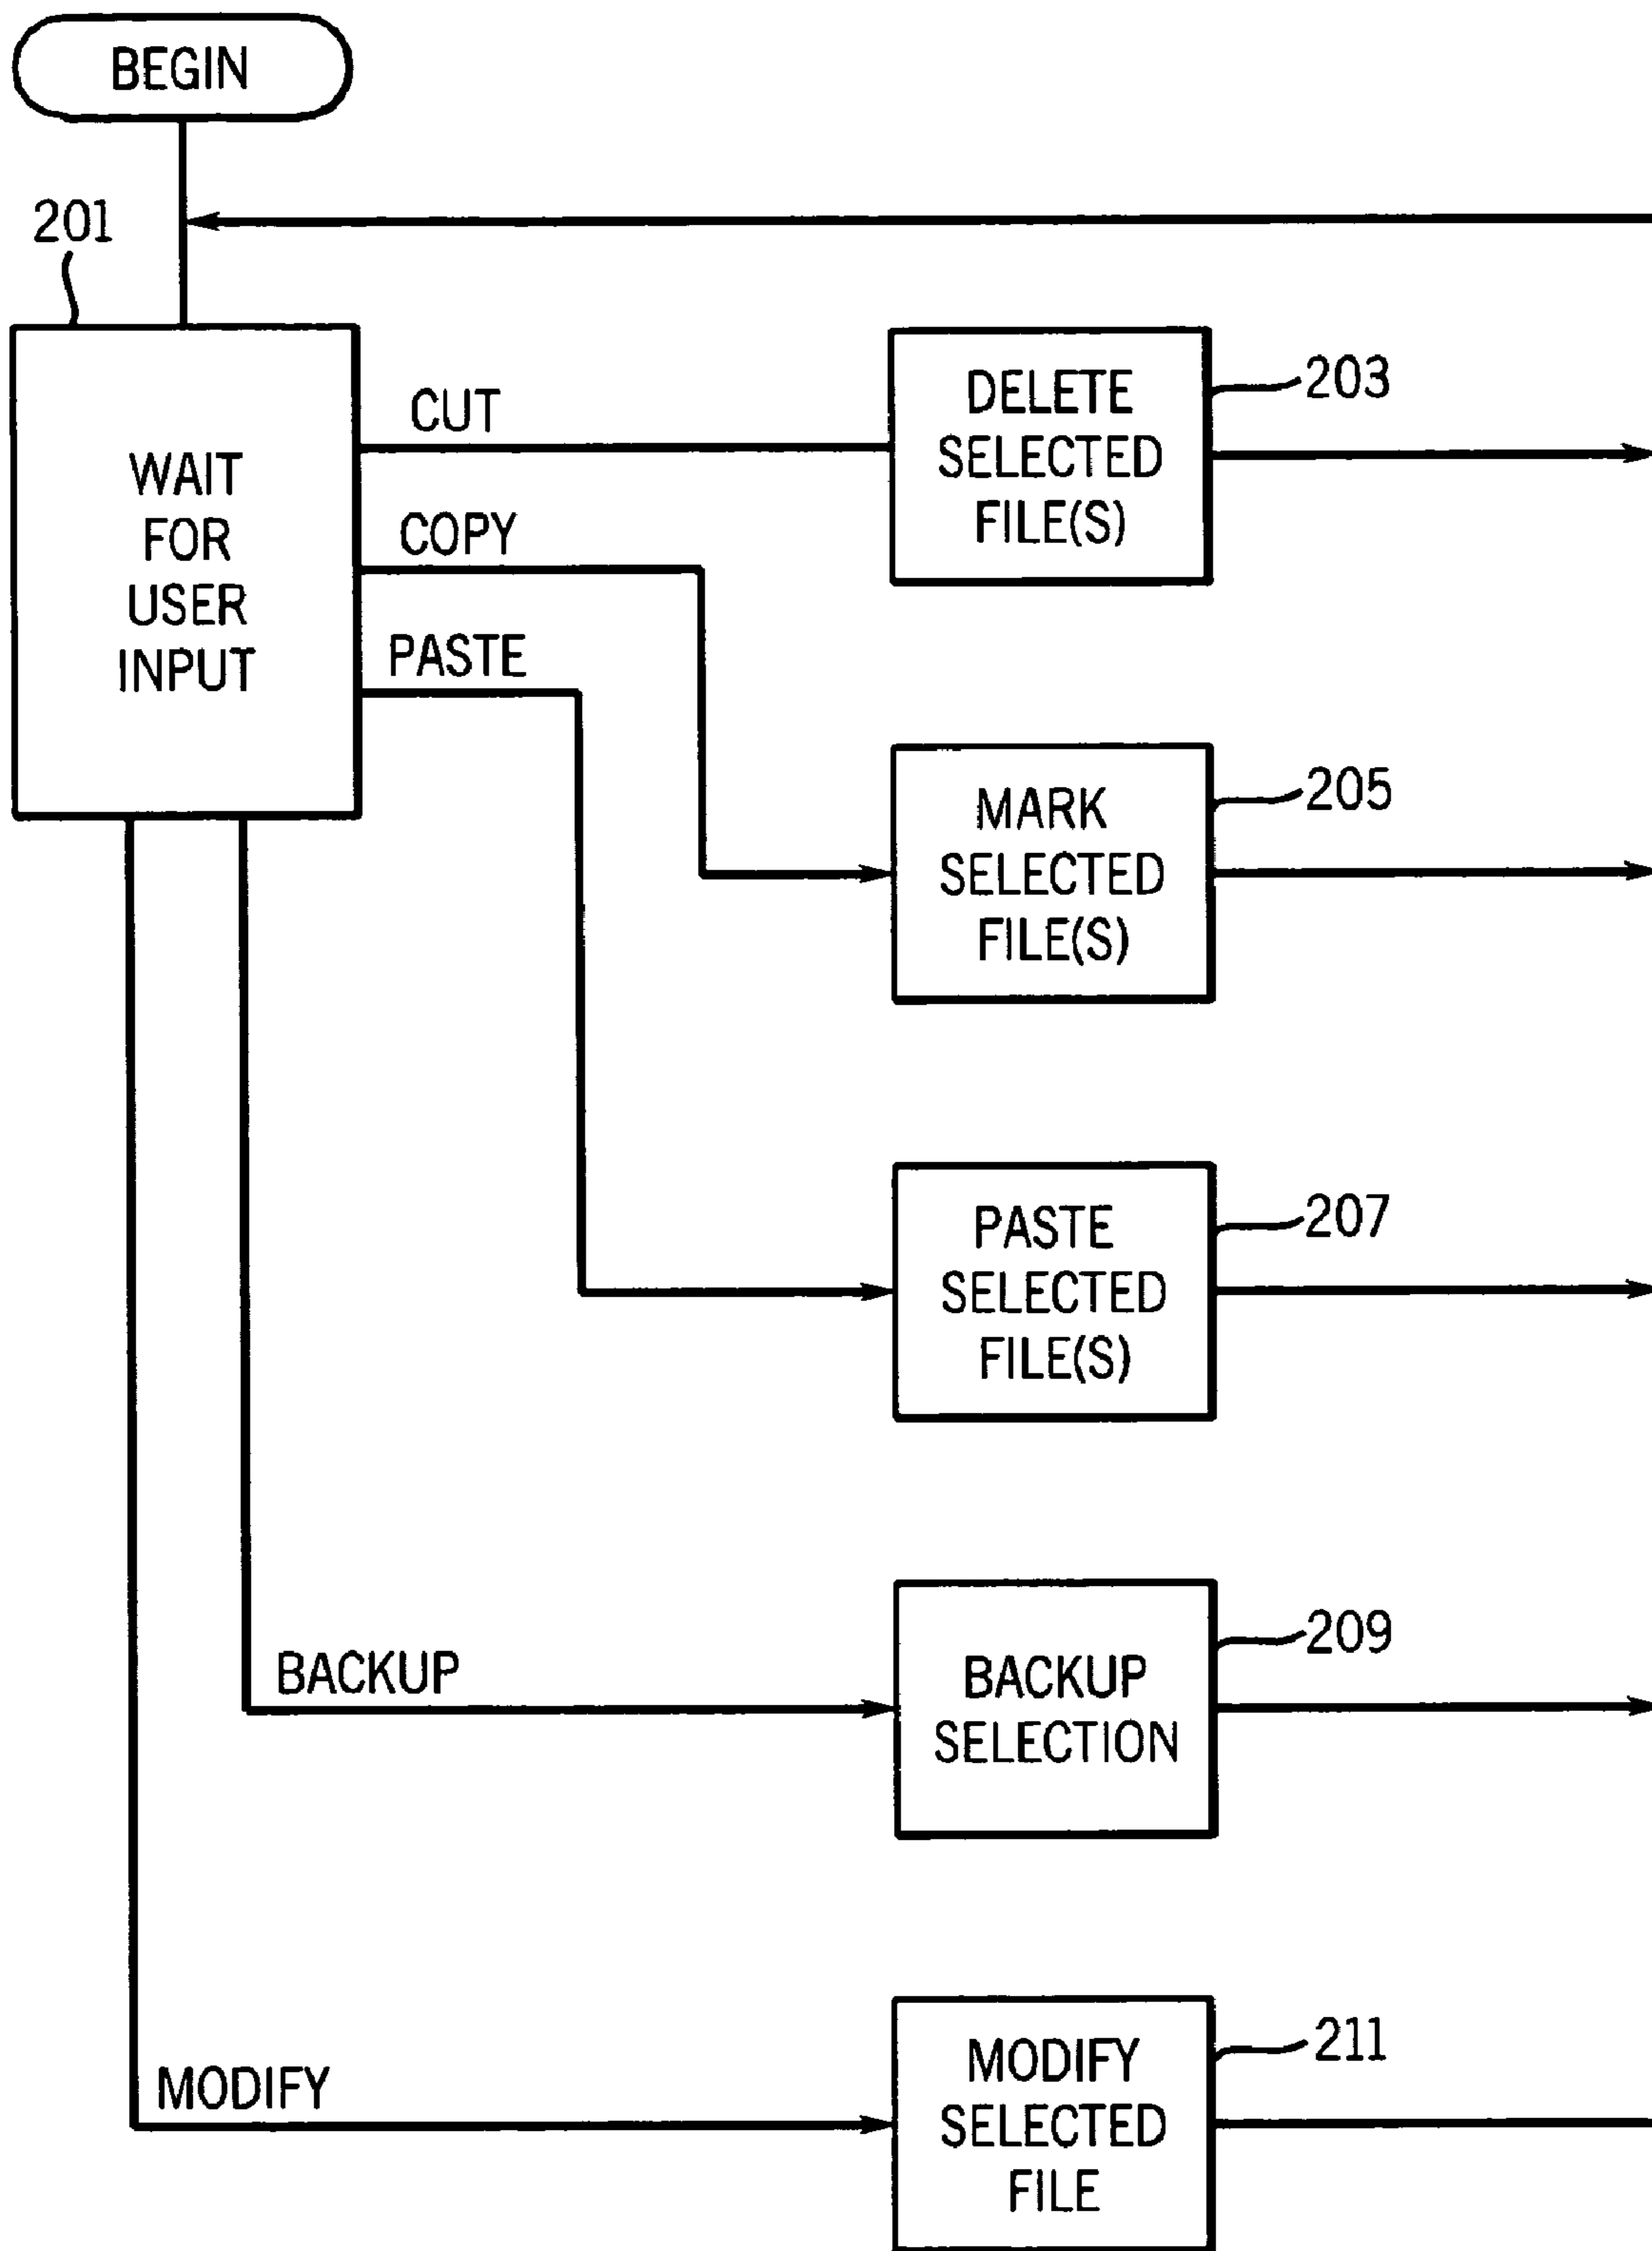 BEGIN
201
WAIT
FOR
USER
INPUT
CUT
COPY
PASTE
DELETE
SELECTED
FILE(S)
203
MARK
SELECTED
FILE(S)
205
PASTE
SELECTED
FILE(S)
207
BACKUP
BACKUP
SELECTION
209
MODIFY
MODIFY
SELECTED
FILE
211